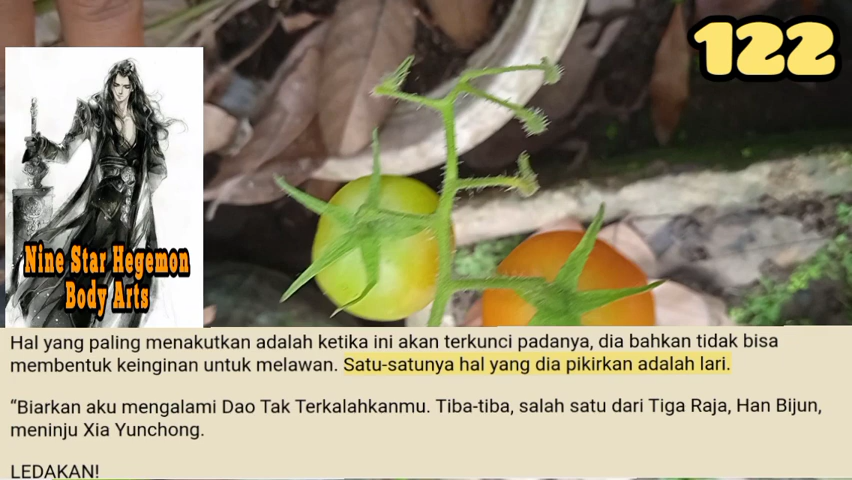 122
Nine Star Hegemon
Body Arts
Hal yang paling menakutkan adalah ketika ini akan terkunci padanya, dia bahkan tidak bisa
membentuk keinginan untuk melawan. Satu-satunya hal yang dia pikirkan adalah lari.
“Biarkan aku mengalami Dao Tak Terkalahkanmu. Tiba-tiba, salah satu dari Tiga Raja, Han Bijun,
meninju Xia Yunchong.
LEDAKAN!